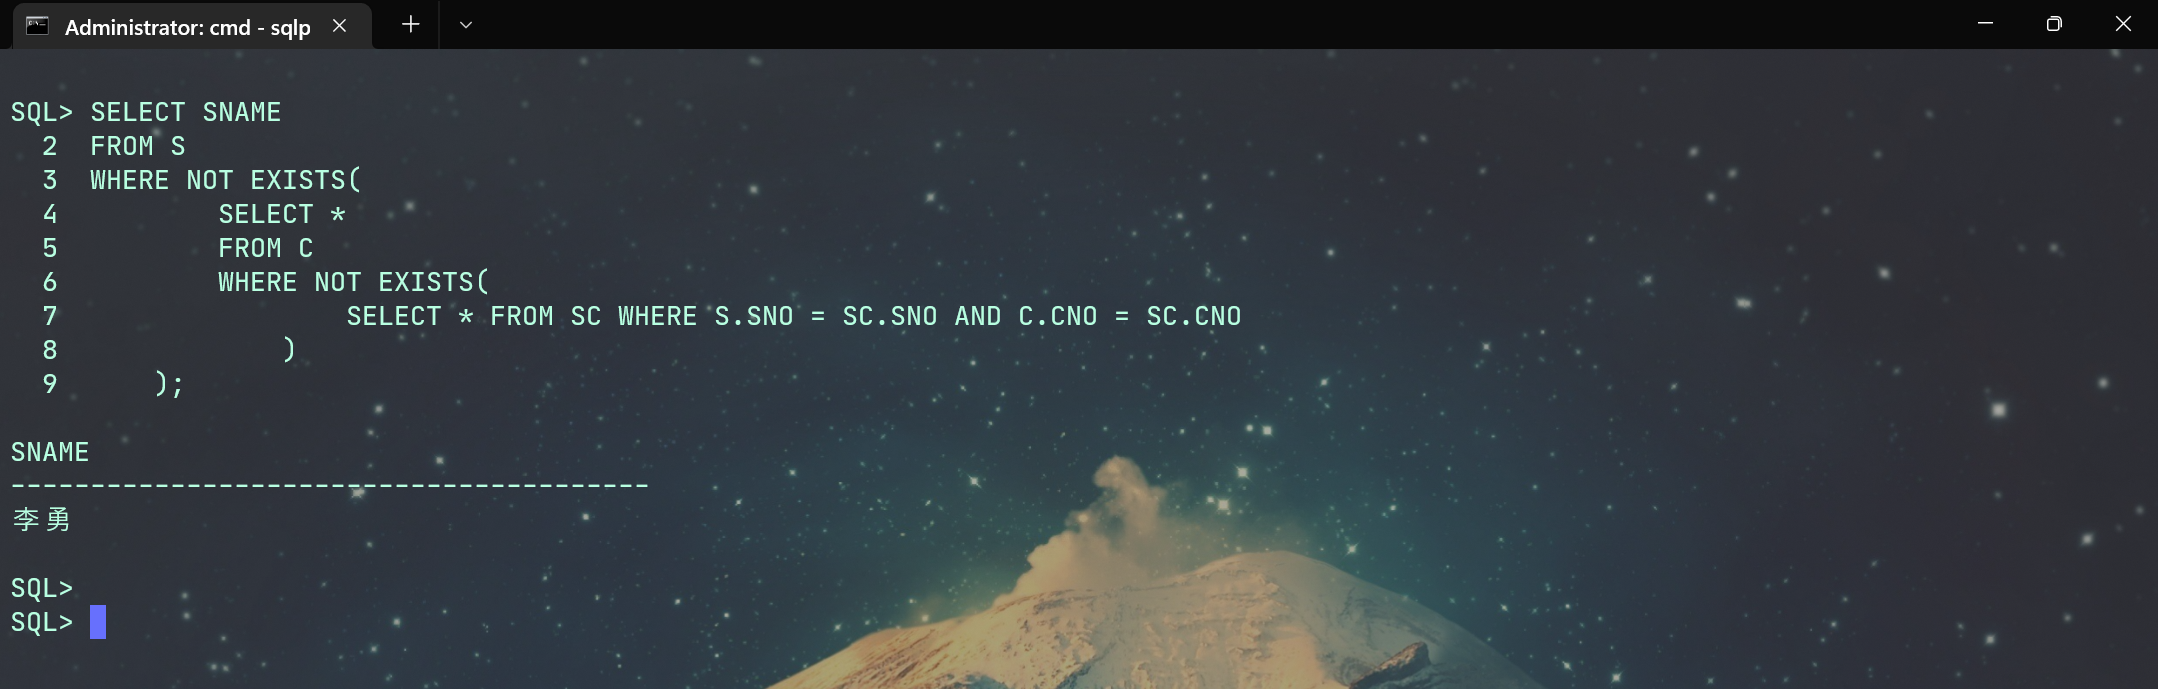 Administrator: cmd - sqlp
SQL> SELECT SNAME
2 FROM S
3 WHERE NOT EXISTS(
4 SELECT *
5 FROM C
6 WHERE NOT EXISTS(
7 SELECT * FROM SC WHERE S.SNO = SC.SNO AND C.CNO = SC.CNO
8 )
9 );
SNAME
----------------------------------------
李勇
SQL>
SQL>